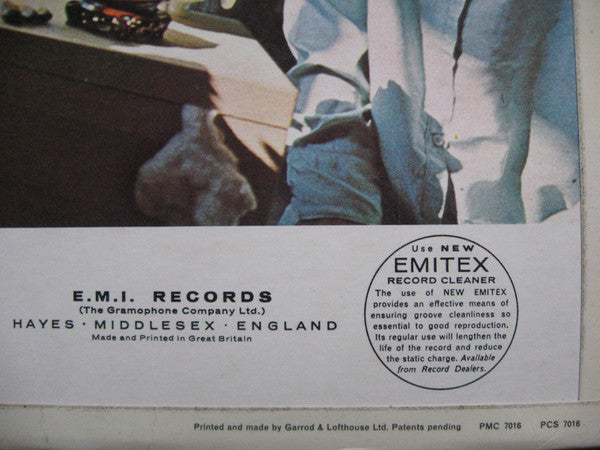 E.M.I. RECORDS
(The Gramophone Company Ltd.)
HAYES · MIDDLESEX · ENGLAND
Made and Printed in Great Britain
Use NEW
EMITEX
RECORD CLEANER
The use of NEW EMITEX
provides an effective means of
ensuring groove cleanliness so
essential to good reproduction.
Its regular use will lengthen the
life of the record and reduce
the static charge. Available
from Record Dealers.
Printed and made by Garrod & Lofthouse Ltd. Patents pending PMC 7016 PCS 7016